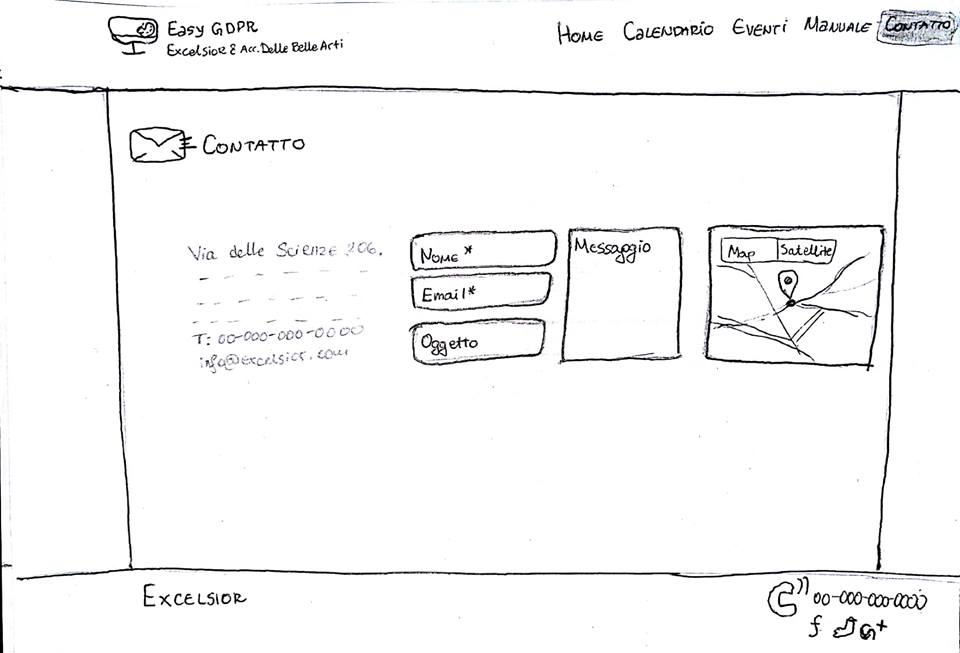 Easy GDPR
Excelsior & Acc. Delle Belle Arti
HOME CALENDARIO EVENTI MANUALE CONTATTO
CONTATTO
Via delle Scienze 206,
T: 00-000-000-0000
info@excelsior.com
NOME *
Email*
Oggetto
Messaggio
Map Satellite
EXCELSIOR
00-000-000-0000
f G+